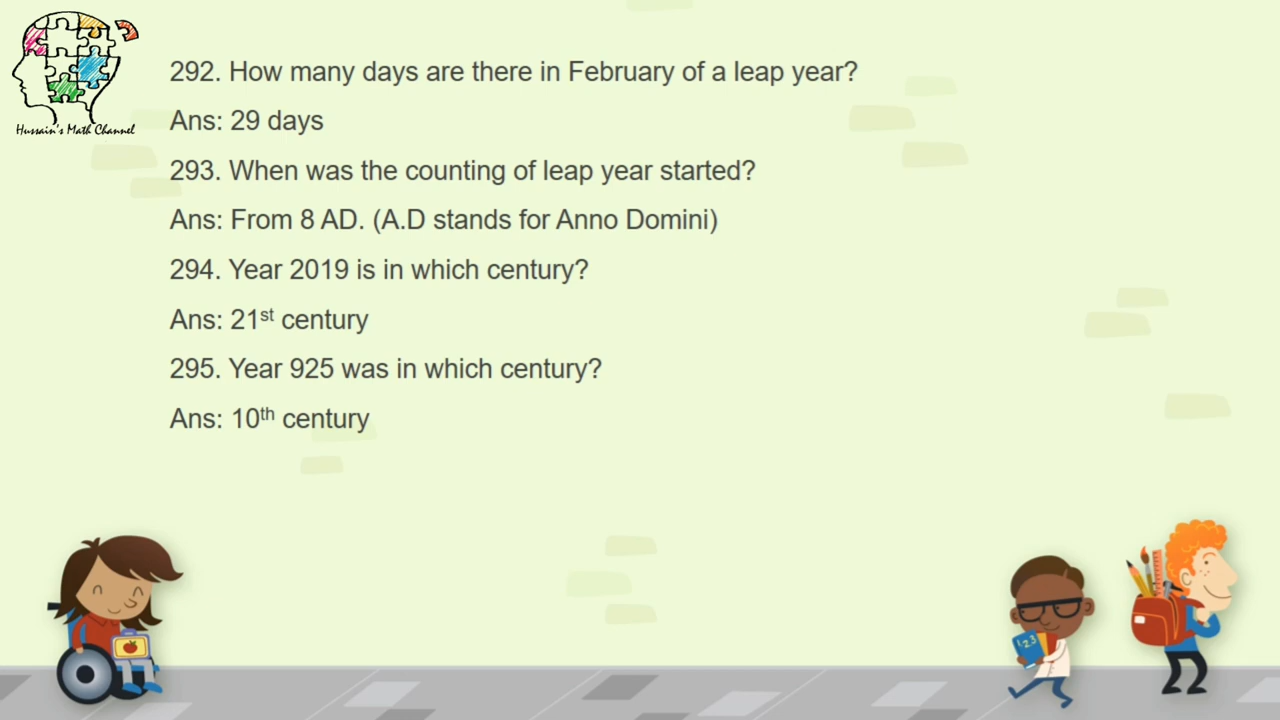 Hussain's Math Channel
292. How many days are there in February of a leap year?
Ans: 29 days
293. When was the counting of leap year started?
Ans: From 8 AD. (A.D stands for Anno Domini)
294. Year 2019 is in which century?
Ans: 21st century
295. Year 925 was in which century?
Ans: 10th century
123